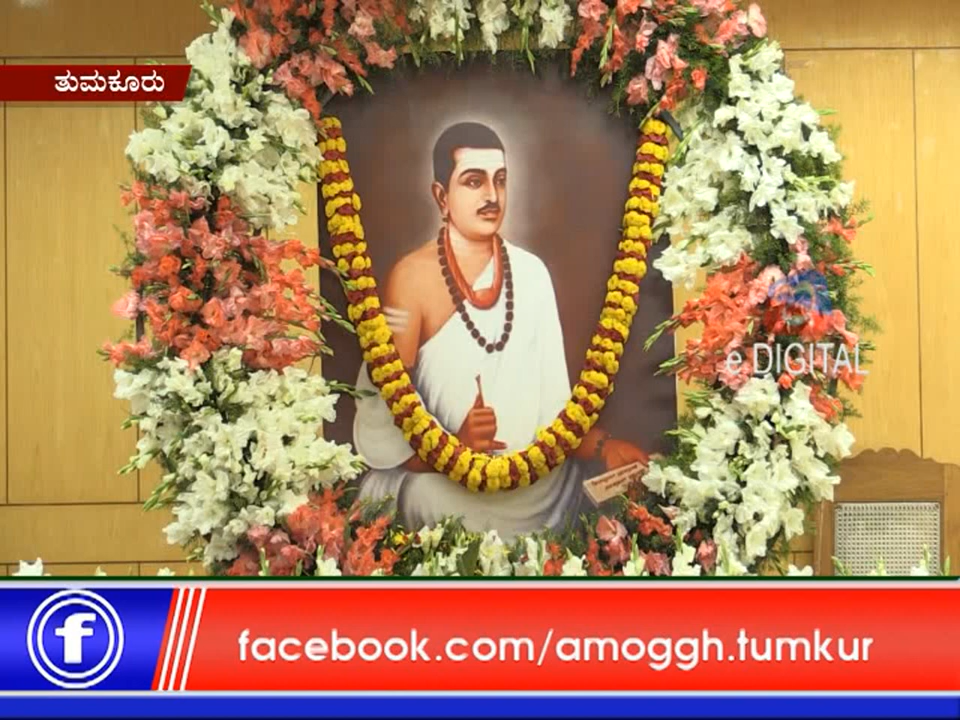 ತುಮಕೂರು
e DIGITAL
facebook.com/amoggh.tumkur